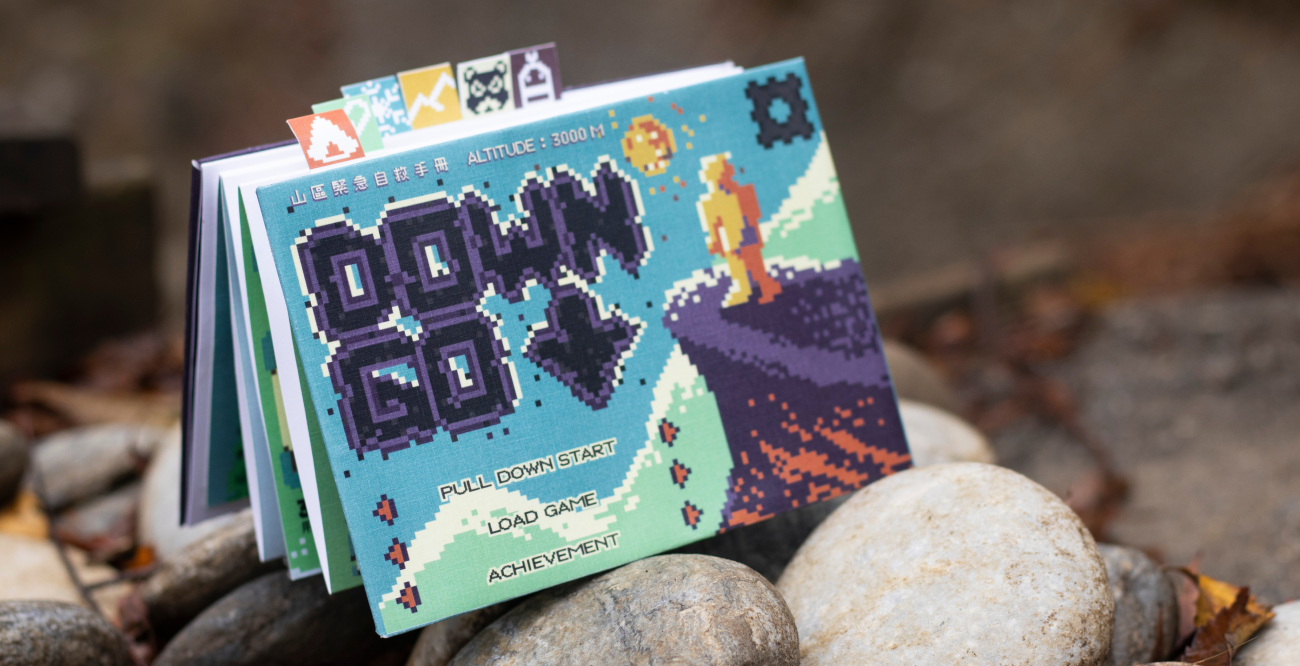 山區緊急自救手冊 ALTITUDE : 3000 M
DOWN
GO
PULL DOWN START
LOAD GAME
ACHIEVEMENT